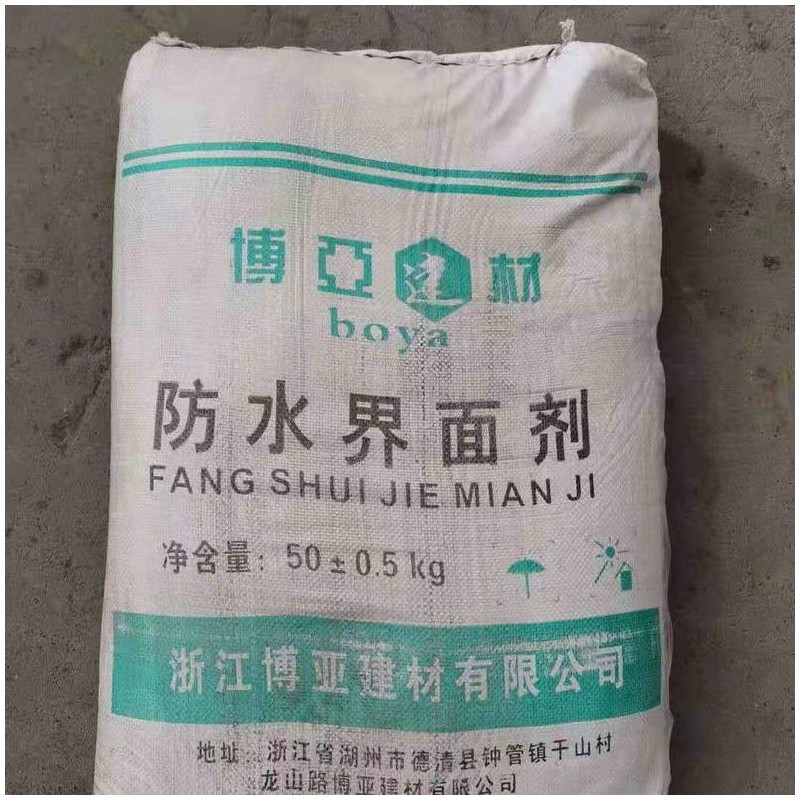 博亞建材
boya
防水界面剂
FANG SHUI JIE MIAN JI
净含量：50±0.5kg
浙江博亚建材有限公司
地址：浙江省湖州市德清县钟管镇干山村
龙山路博亚建材有限公司